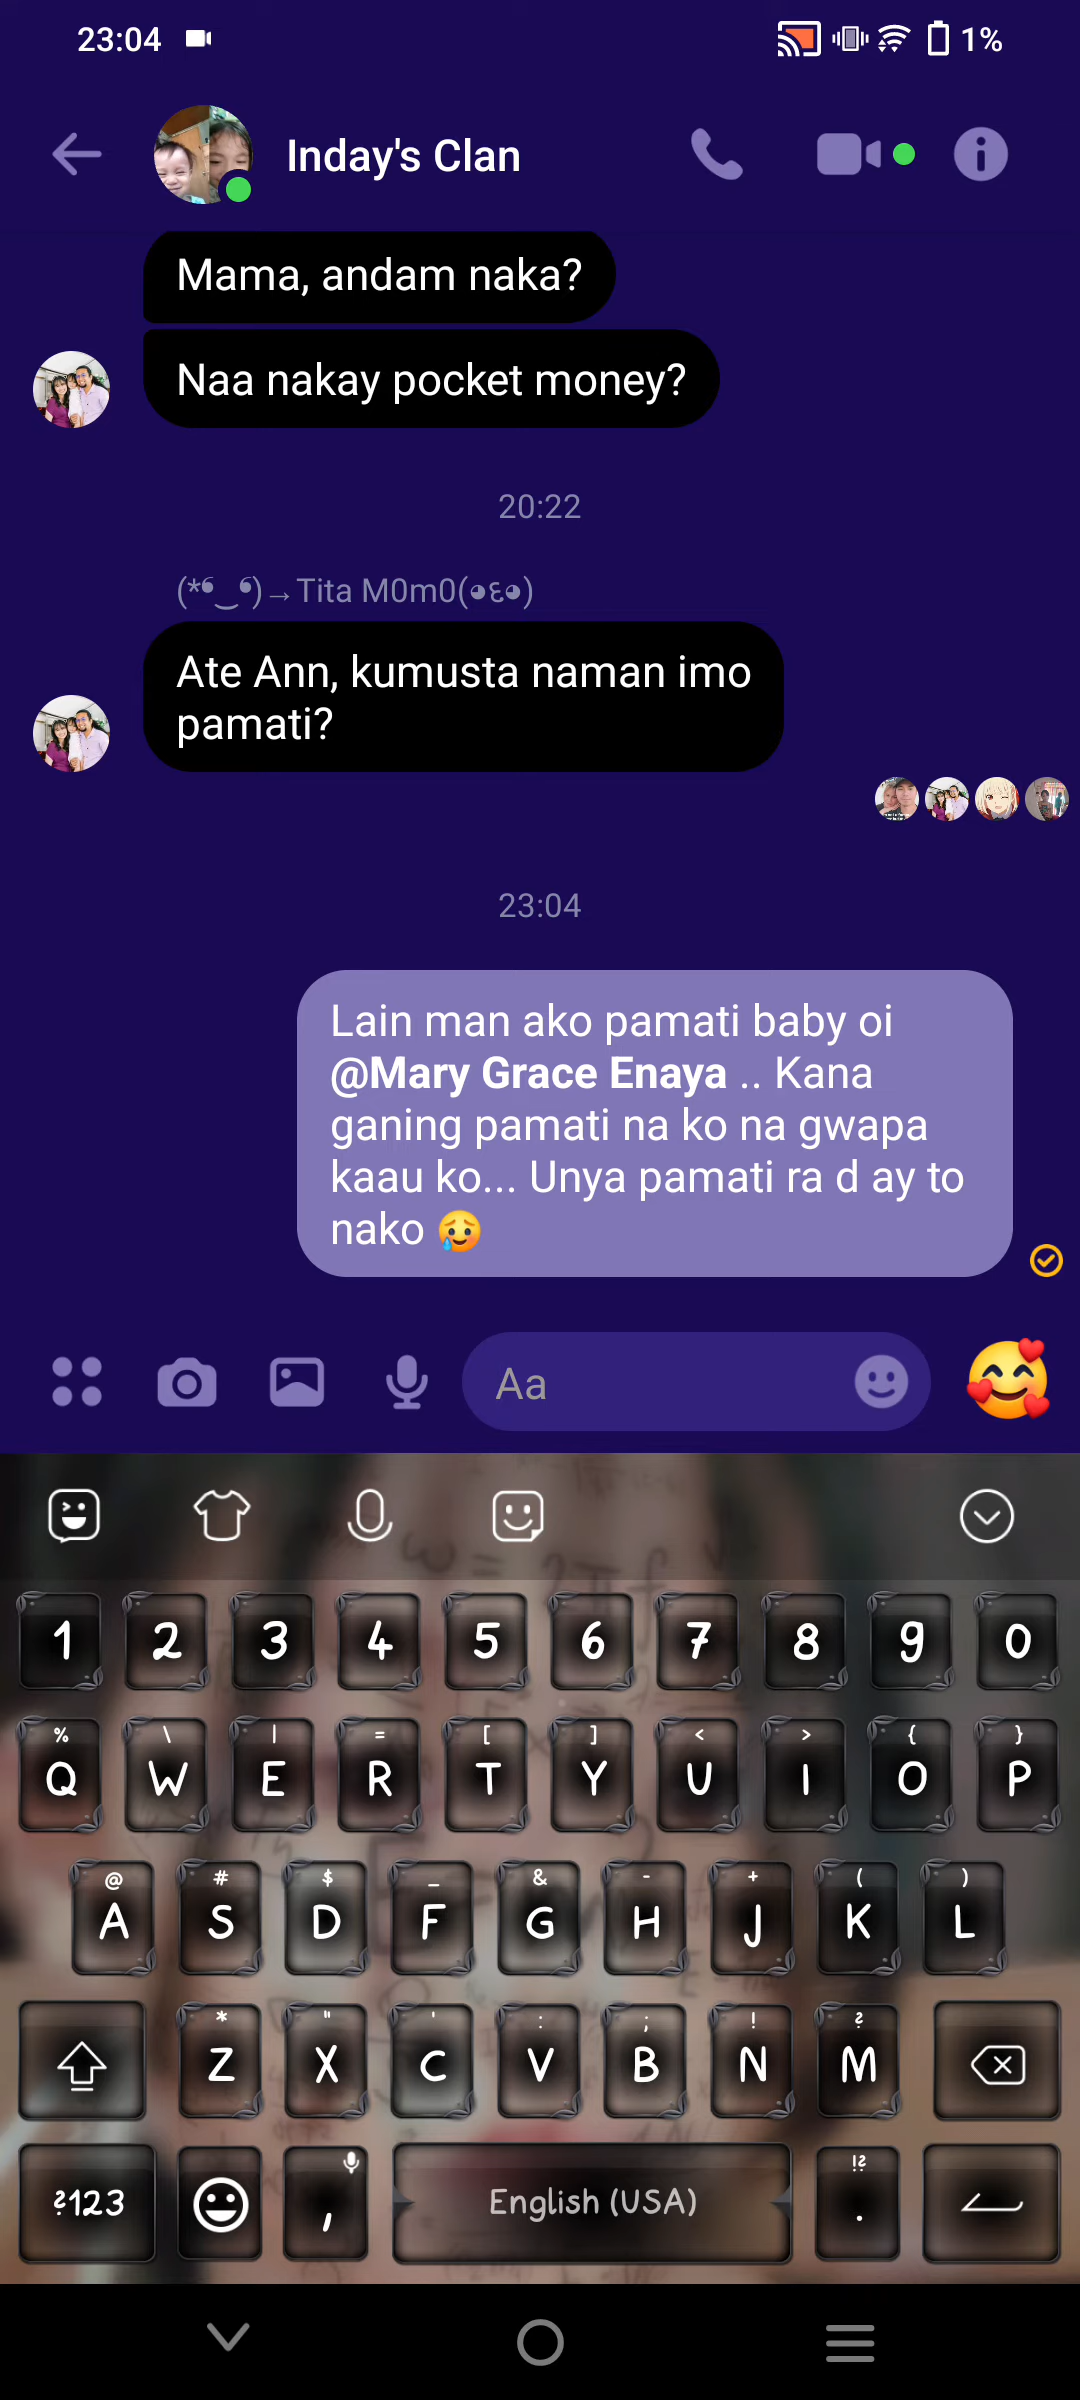 23:04
1%
Inday's Clan
Mama, andam naka?
Naa nakay pocket money?
20:22
(*❛‿❛)→Tita M0m0(◕દ◕)
Ate Ann, kumusta naman imo
pamati?
23:04
Lain man ako pamati baby oi
@Mary Grace Enaya .. Kana
ganing pamati na ko na gwapa
kaau ko... Unya pamati ra d ay to
nako 🥲
Aa
1 2 3 4 5 6 7 8 9 0
% \ | = [ ] < > { }
Q W E R T Y U I O P
@ # $ _ & - + ( )
A S D F G H J K L
* " ' : ; ! ?
Z X C V B N M
!?
?123 , English (USA) .